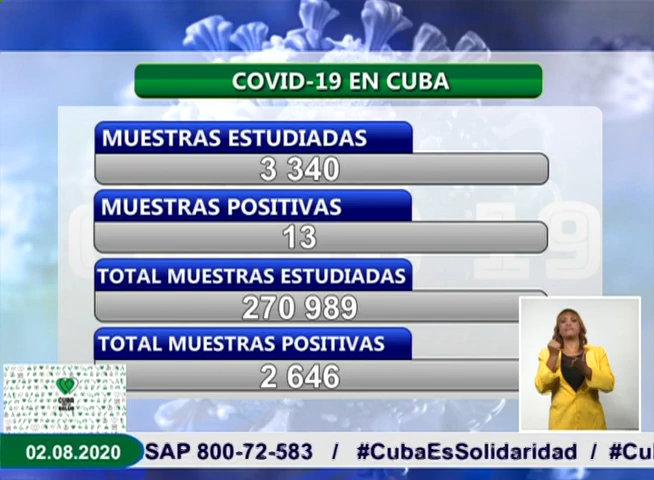 COVID-19 EN CUBA
MUESTRAS ESTUDIADAS
3 340
MUESTRAS POSITIVAS
13
TOTAL MUESTRAS ESTUDIADAS
270 989
TOTAL MUESTRAS POSITIVAS
2 646
CUBA
02.08.2020 SAP 800-72-583 / #CubaEsSolidaridad / #Cu